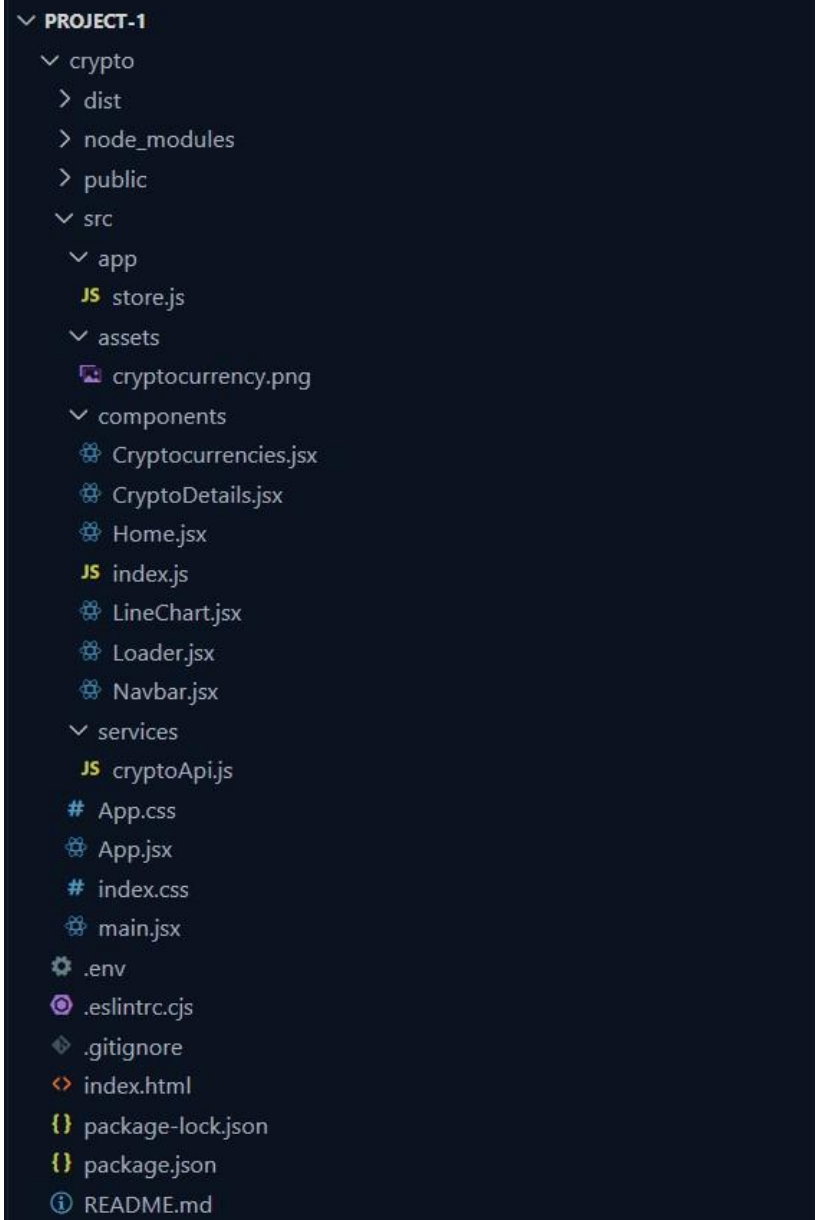 PROJECT-1
crypto
dist
node_modules
public
src
app
JS store.js
assets
cryptocurrency.png
components
Cryptocurrencies.jsx
CryptoDetails.jsx
Home.jsx
JS index.js
LineChart.jsx
Loader.jsx
Navbar.jsx
services
JS cryptoApi.js
# App.css
App.jsx
# index.css
main.jsx
.env
.eslintrc.cjs
.gitignore
<> index.html
{} package-lock.json
{} package.json
README.md